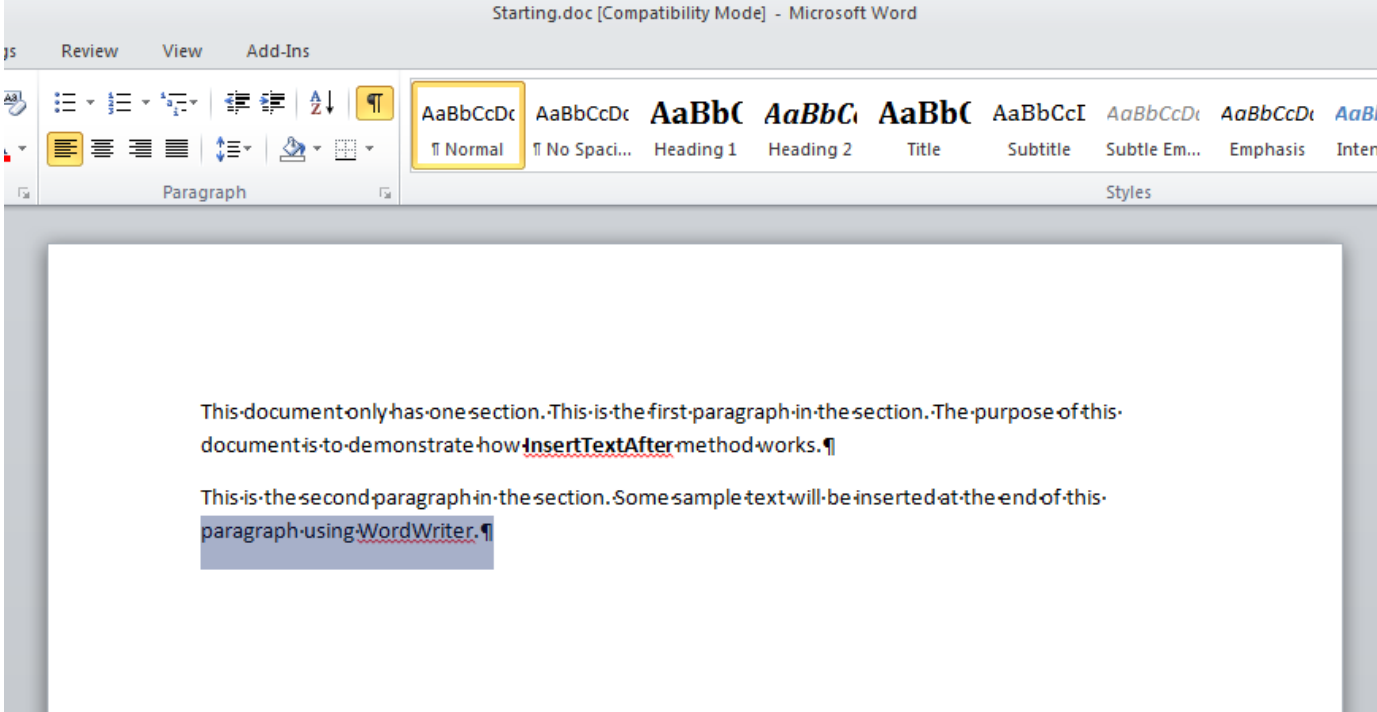 Starting.doc [Compatibility Mode] - Microsoft Word
gs Review View Add-Ins
AaBbCcDc AaBbCcDc AaBb( AaBbC AaBb( AaBbCcI AaBbCcDc AaBbCcDc AaB
¶ Normal ¶ No Spaci... Heading 1 Heading 2 Title Subtitle Subtle Em... Emphasis Inten
Paragraph Styles
This·document·only·has·one·section.·This·is·the·first·paragraph·in·the·section.·The·purpose·of·this·
document·is·to·demonstrate·how·InsertTextAfter·method·works.¶
This·is·the·second·paragraph·in·the·section.·Some·sample·text·will·be·inserted·at·the·end·of·this·
paragraph·using·WordWriter.¶